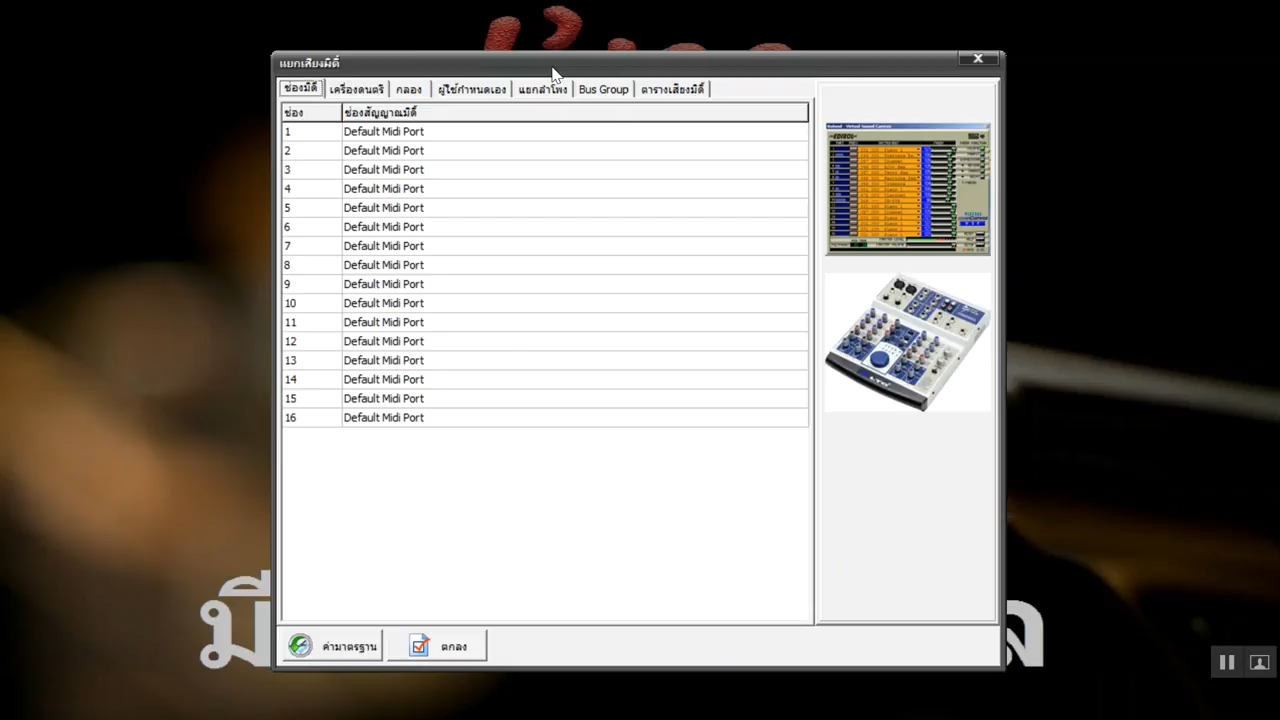 แยกเสียงมิดี้
X
ช่องมิดี้ เครื่องดนตรี กลอง ผู้ใช้กำหนดเอง แยกลำโพง Bus Group ตารางเสียงมิดี้
ช่อง ช่องสัญญาณมิดี้
1 Default Midi Port
2 Default Midi Port
3 Default Midi Port
4 Default Midi Port
5 Default Midi Port
6 Default Midi Port
7 Default Midi Port
8 Default Midi Port
9 Default Midi Port
10 Default Midi Port
11 Default Midi Port
12 Default Midi Port
13 Default Midi Port
14 Default Midi Port
15 Default Midi Port
16 Default Midi Port
ค่ามาตรฐาน ตกลง
Roland Virtual Sound Canvas
EDIROL